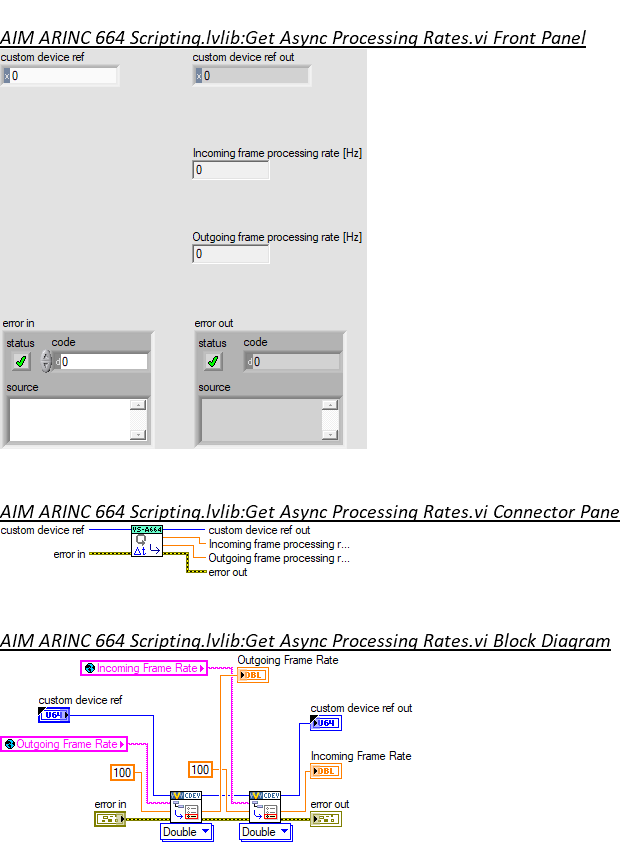 AIM ARINC 664 Scripting.lvlib:Get Async Processing Rates.vi Front Panel
custom device ref
custom device ref out
x 0
x 0
Incoming frame processing rate [Hz]
0
Outgoing frame processing rate [Hz]
0
error in
error out
status code
status code
d 0
d 0
source
source
AIM ARINC 664 Scripting.lvlib:Get Async Processing Rates.vi Connector Pane
custom device ref
VS-A664
custom device ref out
Incoming frame processing r...
Δt
error in
Outgoing frame processing r...
error out
AIM ARINC 664 Scripting.lvlib:Get Async Processing Rates.vi Block Diagram
Outgoing Frame Rate
Incoming Frame Rate
DBL
custom device ref
U64
custom device ref out
U64
Outgoing Frame Rate
Incoming Frame Rate
100
100
DBL
error in
CDEV
CDEV
error out
Double
Double